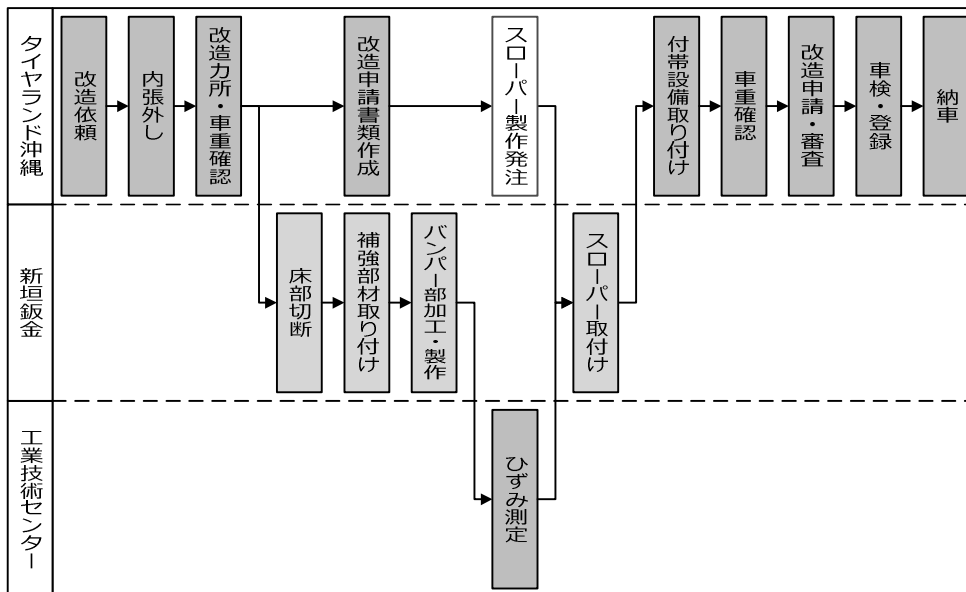 タイヤランド沖縄
改造依頼
内張外し
改造カ所・車重確認
改造申請書類作成
スローパー製作発注
付帯設備取り付け
車重確認
改造申請・審査
車検・登録
納車
新垣鈑金
床部切断
補強部材取り付け
バンパー部加工・製作
スローパー取付け
工業技術センター
ひずみ測定